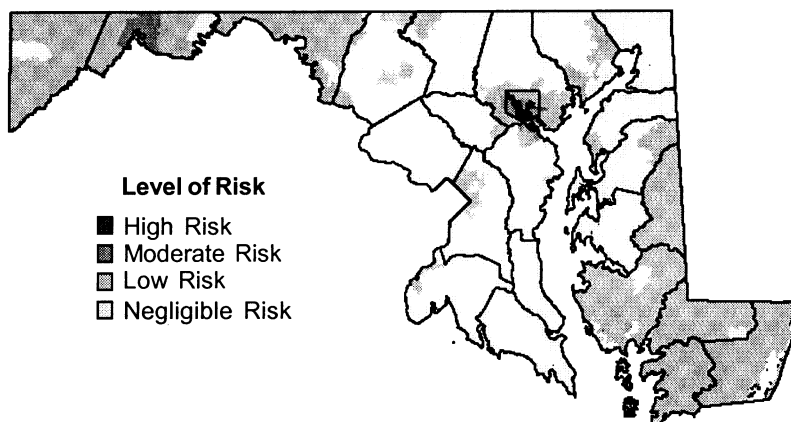 Level of Risk
High Risk
Moderate Risk
Low Risk
Negligible Risk